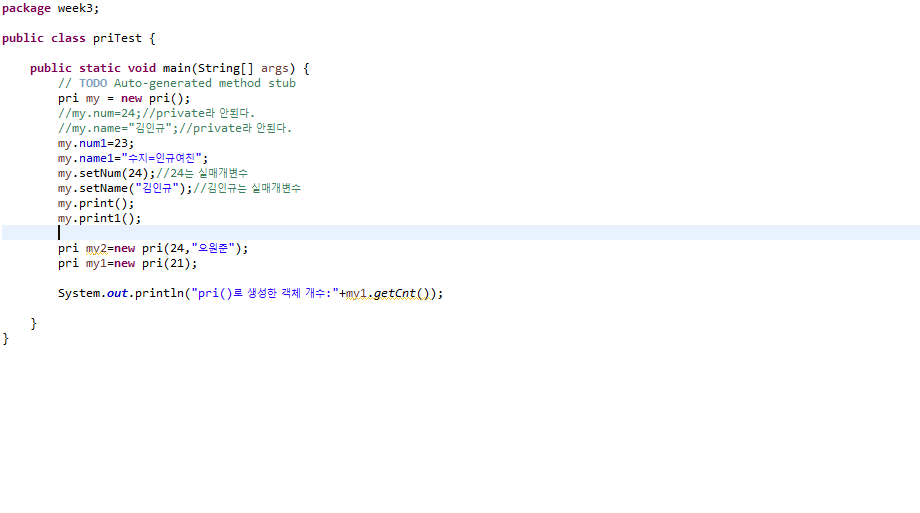 package week3;
public class priTest {
public static void main(String[] args) {
// TODO Auto-generated method stub
pri my = new pri();
//my.num=24;//private라 안된다.
//my.name="김인규";//private라 안된다.
my.num1=23;
my.name1="수지=인규여친";
my.setNum(24);//24는 실매개변수
my.setName("김인규");//김인규는 실매개변수
my.print();
my.print1();
pri my2=new pri(24,"오원준");
pri my1=new pri(21);
System.out.println("pri()로 생성한 객체 개수:"+my1.getCnt());
}
}